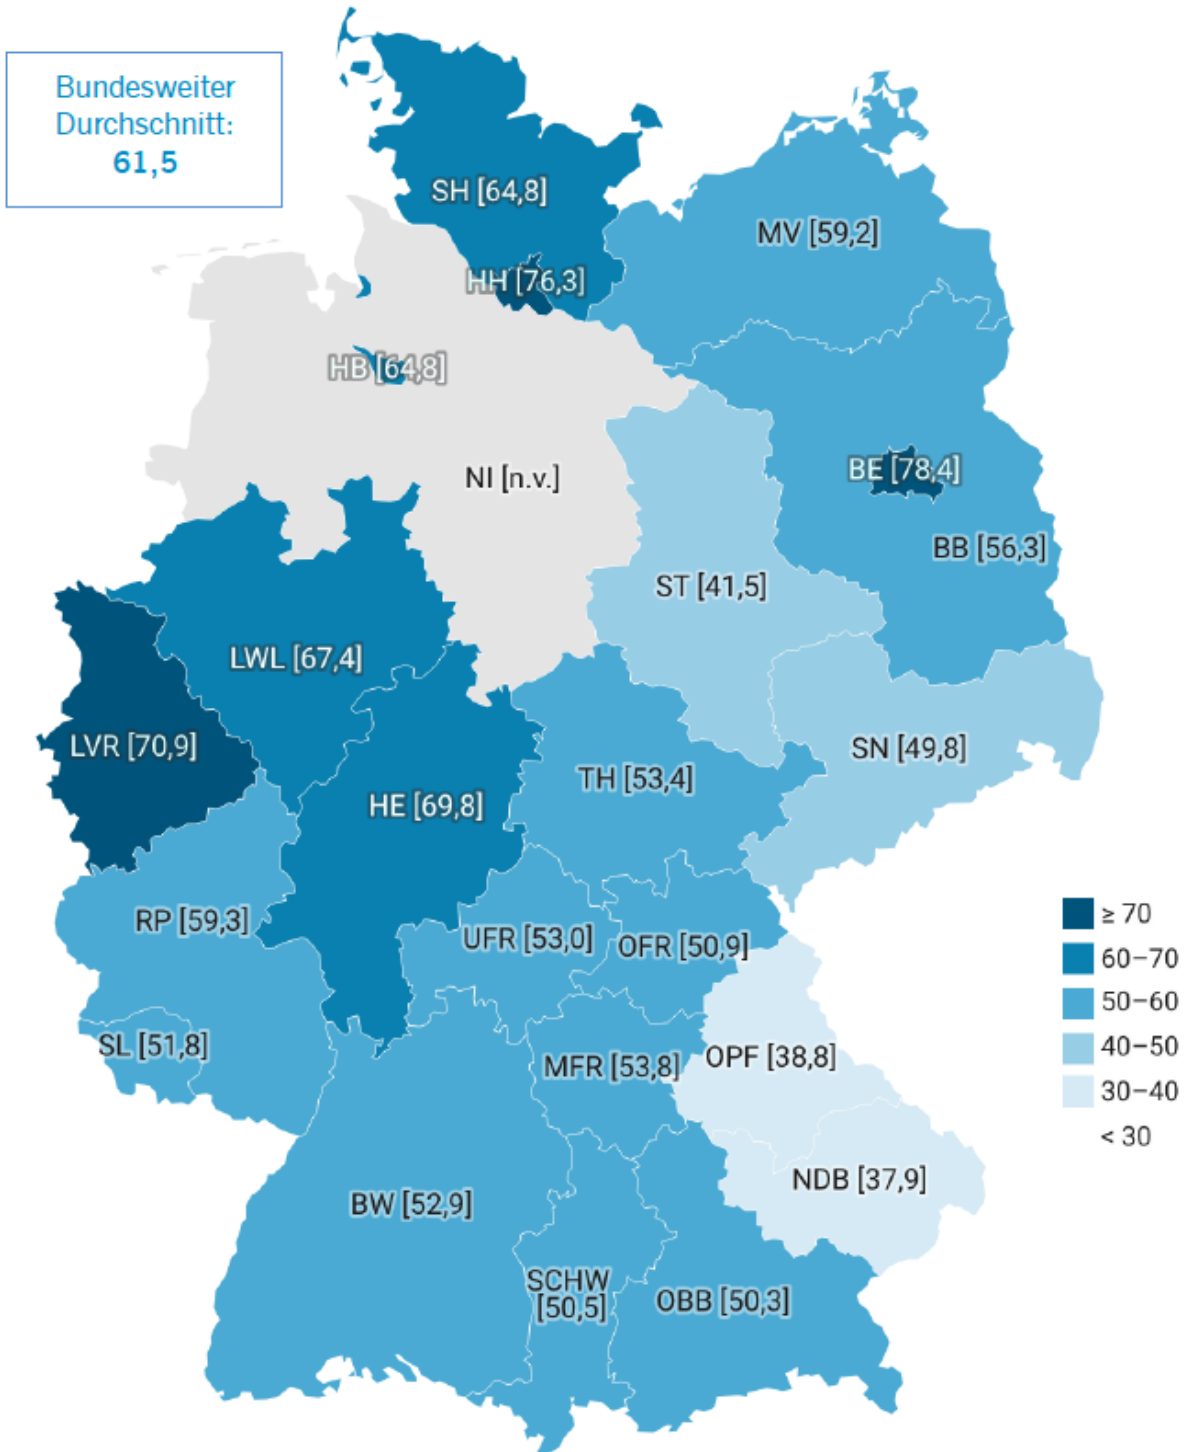 Bundesweiter
Durchschnitt:
61,5
SH [64,8]
MV [59,2]
HH [76,3]
HB [64,8]
NI [n.v.]
BE [78,4]
BB [56,3]
ST [41,5]
LWL [67,4]
LVR [70,9]
SN [49,8]
TH [53,4]
HE [69,8]
RP [59,3]
UFR [53,0]
OFR [50,9]
SL [51,8]
MFR [53,8]
OPF [38,8]
NDB [37,9]
BW [52,9]
SCHW
[50,5]
OBB [50,3]
≥ 70
60–70
50–60
40–50
30–40
< 30